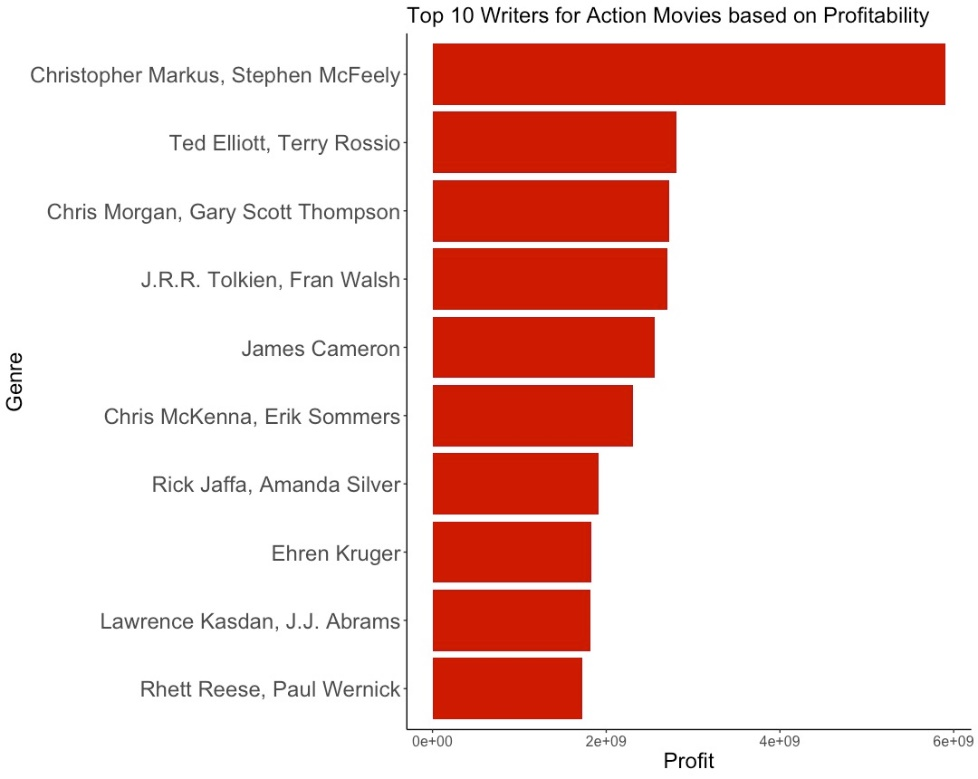 Top 10 Writers for Action Movies based on Profitability
Genre
Christopher Markus, Stephen McFeely
Ted Elliott, Terry Rossio
Chris Morgan, Gary Scott Thompson
J.R.R. Tolkien, Fran Walsh
James Cameron
Chris McKenna, Erik Sommers
Rick Jaffa, Amanda Silver
Ehren Kruger
Lawrence Kasdan, J.J. Abrams
Rhett Reese, Paul Wernick
0e+00 2e+09 4e+09 6e+09
Profit